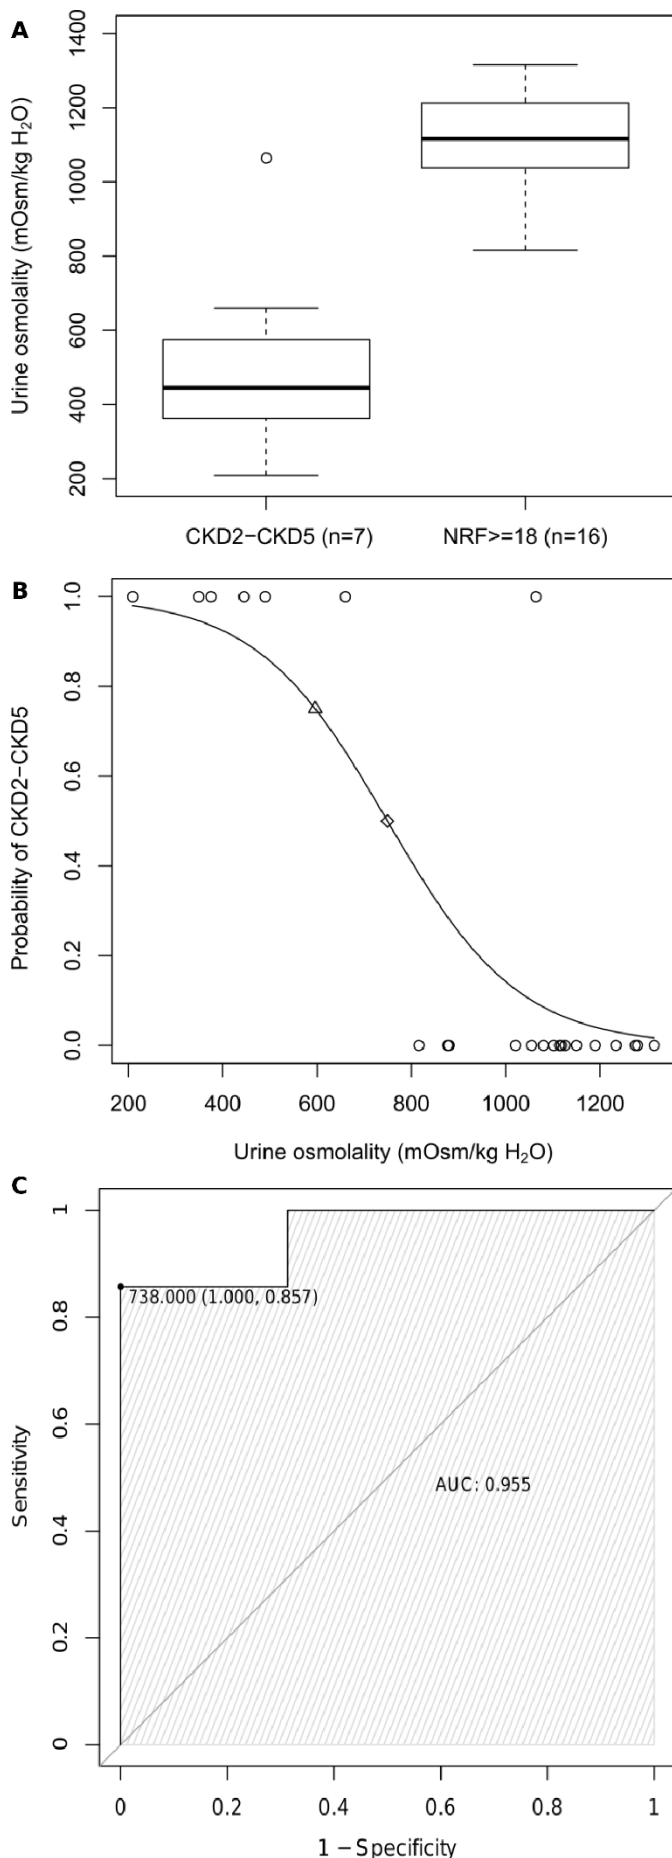 A
Urine osmolality (mOsm/kg H₂O)
1400
1200
1000
800
600
400
200
CKD2−CKD5 (n=7)
NRF>=18 (n=16)
B
Probability of CKD2−CKD5
1.0
0.8
0.6
0.4
0.2
0.0
200 400 600 800 1000 1200
Urine osmolality (mOsm/kg H₂O)
C
Sensitivity
1
0.8
0.6
0.4
0.2
0
738.000 (1.000, 0.857)
AUC: 0.955
0 0.2 0.4 0.6 0.8 1
1 − Specificity